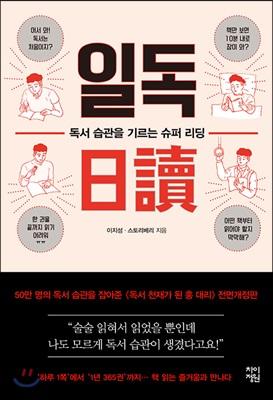 어서 와!
독서는
처음이지?
책만 보면
10분 내로
잠이 와?
일독
독서 습관을 기르는 슈퍼 리딩
日讀
한 권을
끝까지 읽기
어려워
ㅠㅠ
어떤 책부터
읽어야 할지
막막해?
이지성·스토리베리 지음
50만 명의 독서 습관을 잡아준 〈독서 천재가 된 홍 대리〉 전면개정판
“술술 읽혀서 읽었을 뿐인데
나도 모르게 독서 습관이 생겼다고요!”
‘하루 1쪽’에서 ‘1년 365권’까지… 책 읽는 즐거움과 만나다
차이
정원